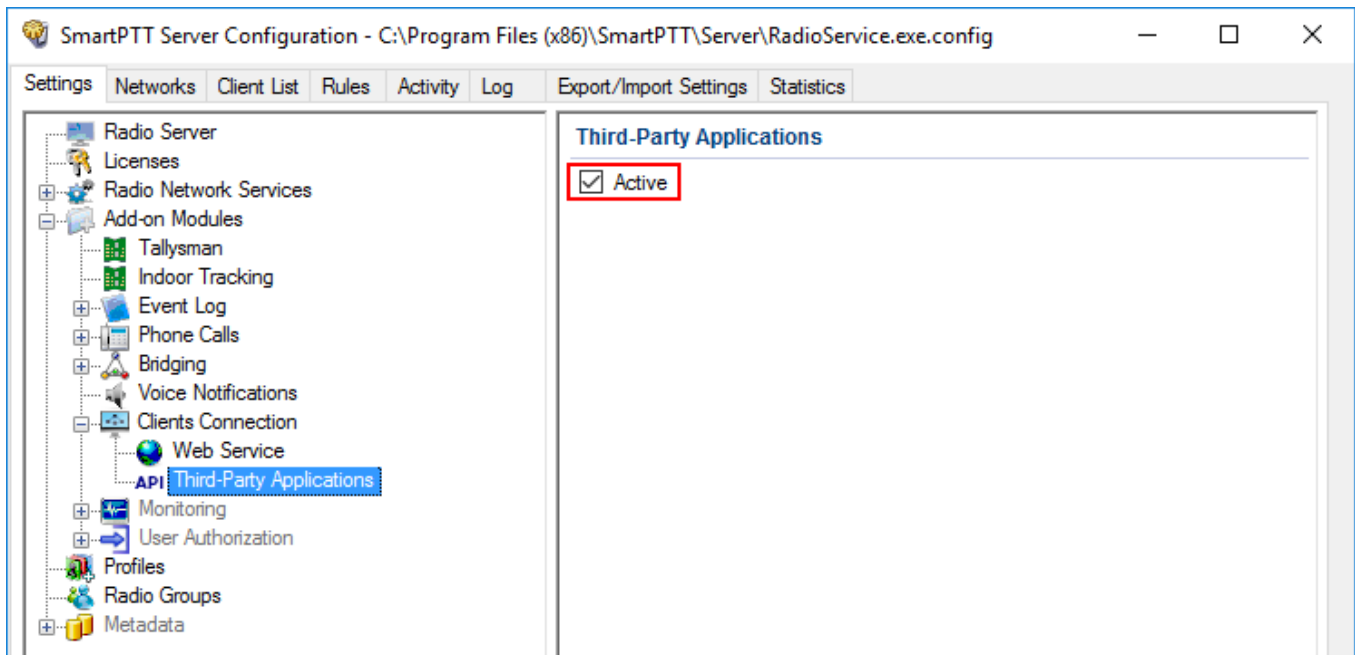 SmartPTT Server Configuration - C:\Program Files (x86)\SmartPTT\Server\RadioService.exe.config
Settings Networks Client List Rules Activity Log Export/Import Settings Statistics
Radio Server
Licenses
Radio Network Services
Add-on Modules
Tallysman
Indoor Tracking
Event Log
Phone Calls
Bridging
Voice Notifications
Clients Connection
Web Service
API Third-Party Applications
Monitoring
User Authorization
Profiles
Radio Groups
Metadata
Third-Party Applications
Active